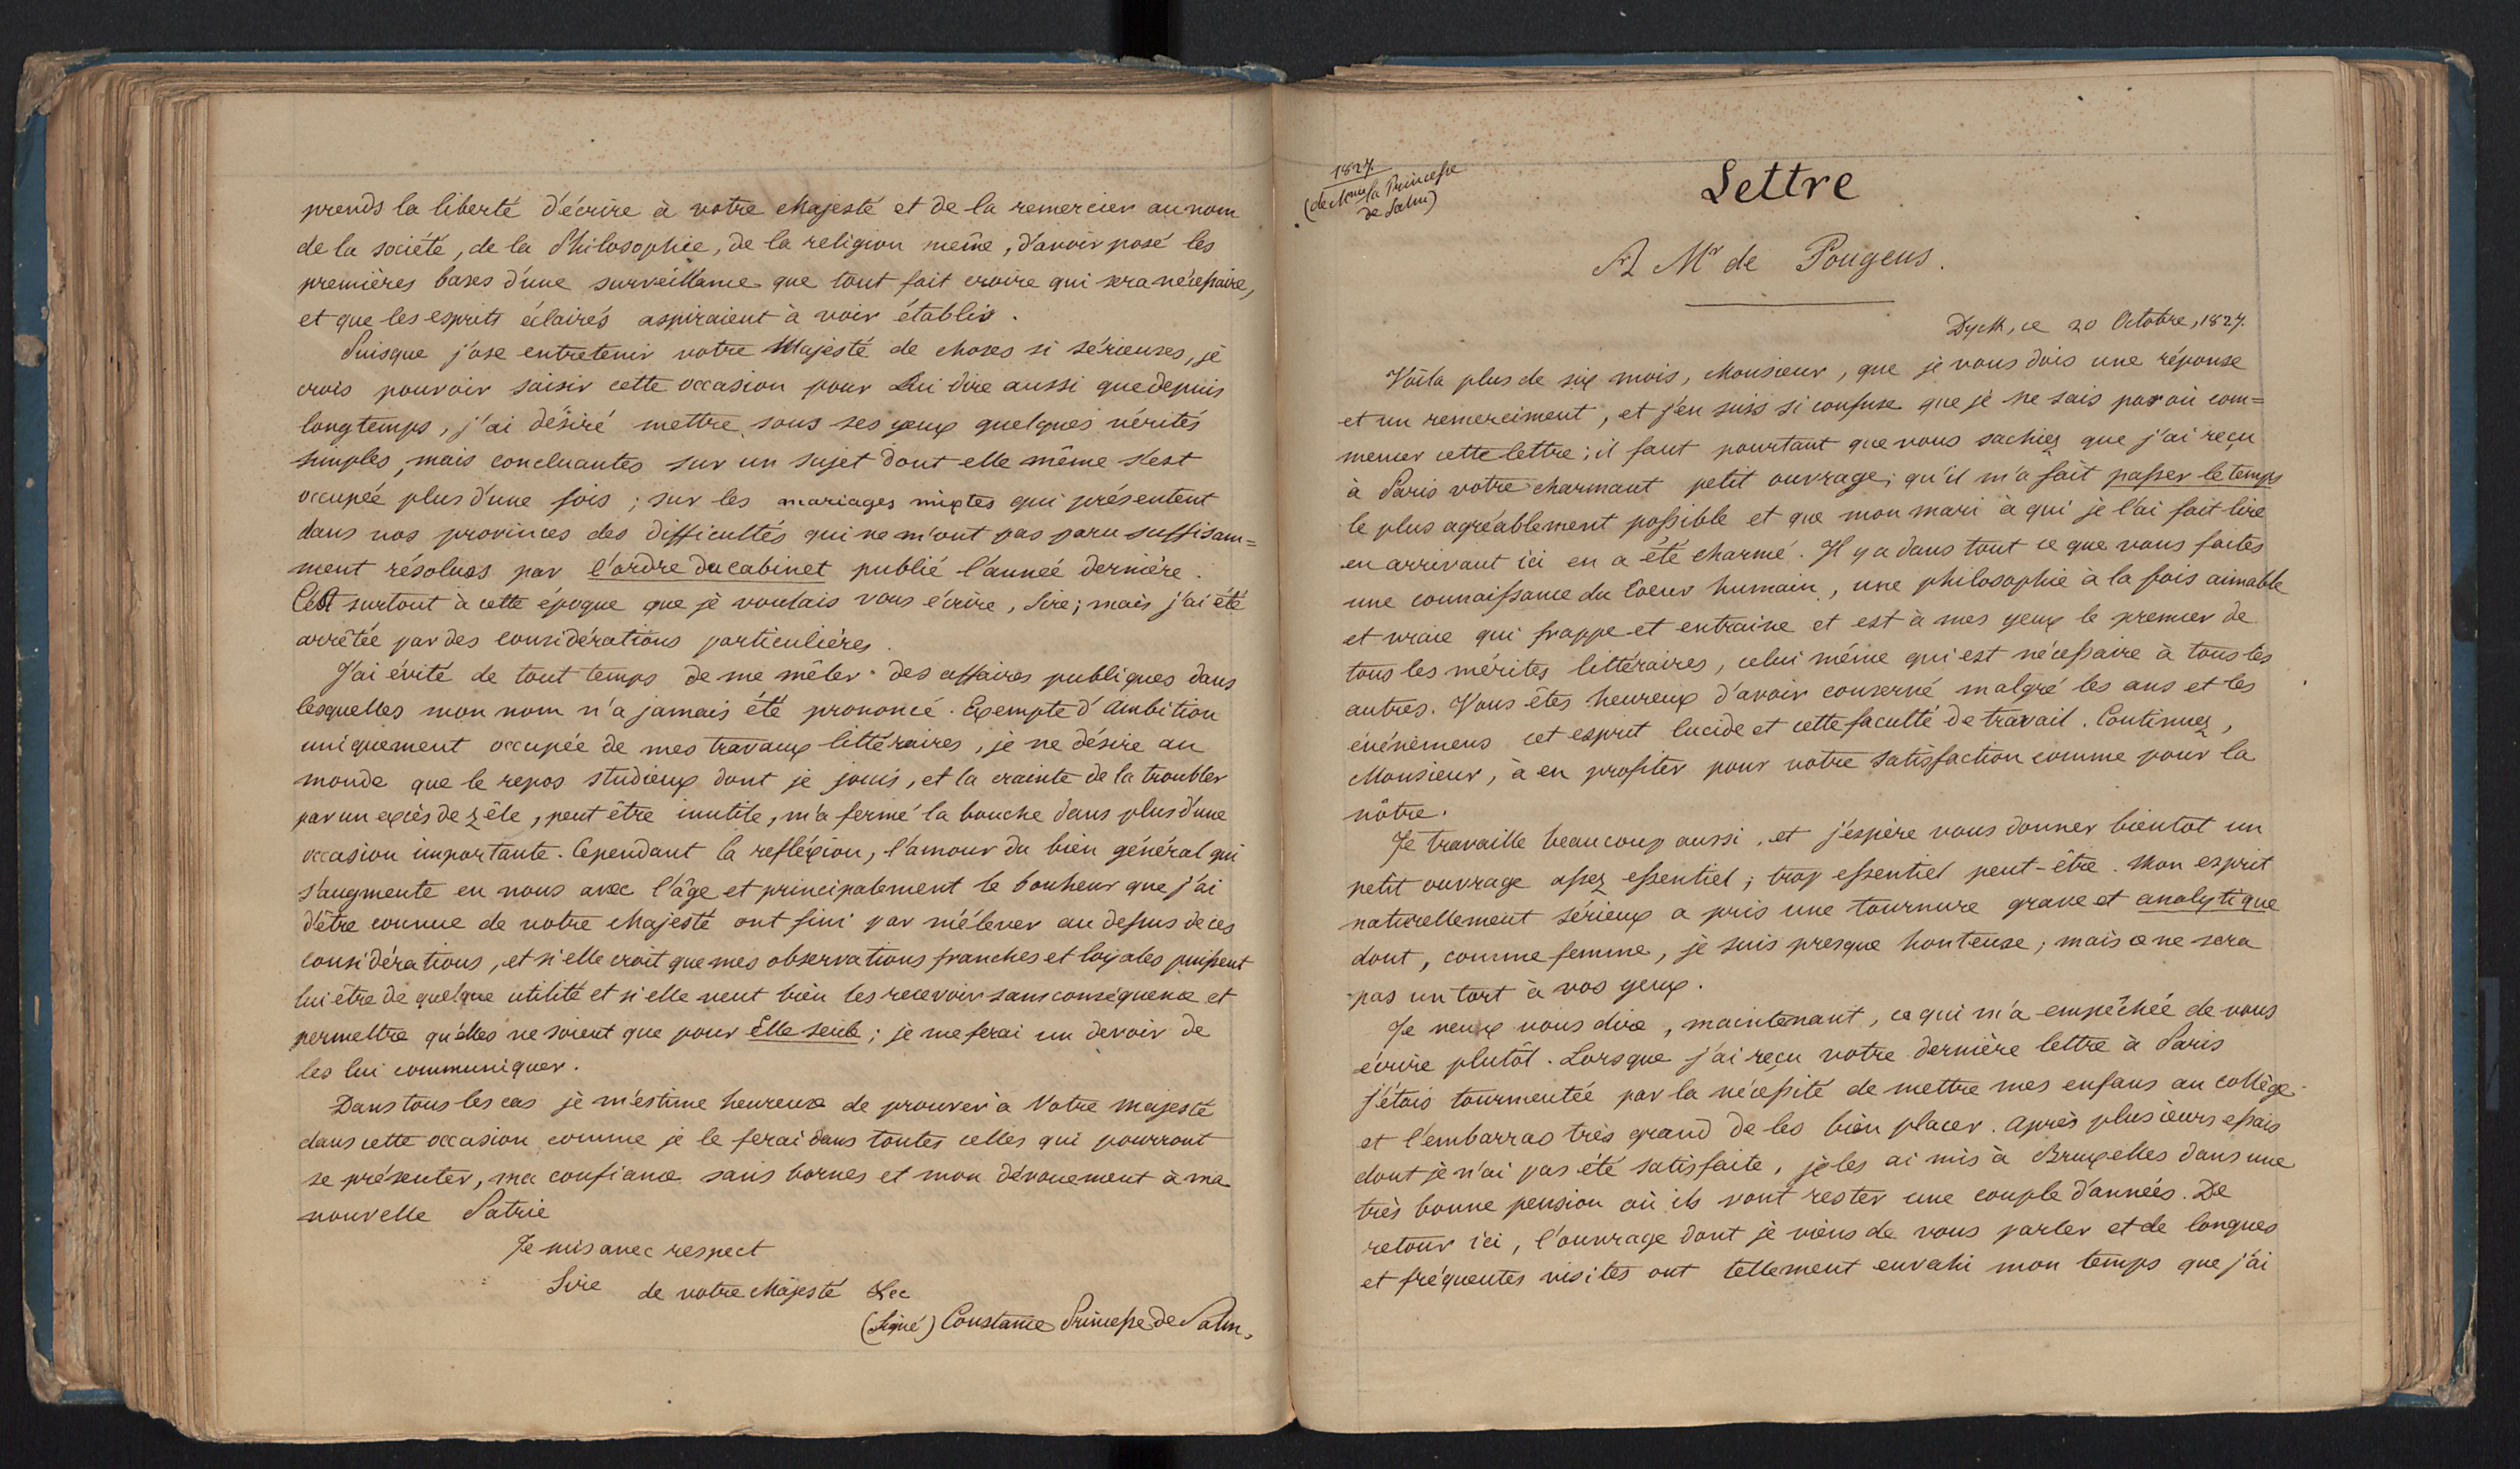 prends la liberté d'écrire à votre Majesté et de la remercier au nom
de la société, de la Philosophie, de la religion même, d'avoir posé les
premières bases d'une surveillance que tout fait croire qui sera nécessaire,
et que les esprits éclairés aspiraient à voir établir.
Puisque j'ose entretenir votre Majesté de choses si sérieuses, je
crois pouvoir saisir cette occasion pour Lui dire aussi que depuis
longtemps, j'ai désiré mettre sous ses yeux quelques vérités
simples, mais concluantes sur un sujet dont elle même s'est
occupée plus d'une fois ; sur les mariages mixtes qui présentent
dans nos provinces des difficultés qui ne m'ont pas paru suffisam=
ment résolues par l'ordre du cabinet publié l'année dernière.
C'est surtout à cette époque que je voulais vous écrire, Sire ; mais j'ai été
arrêtée par des considérations particulières.
J'ai évité de tout temps de me mêler des affaires publiques dans
lesquelles mon nom n'a jamais été prononcé. Exempte d'ambition
uniquement occupée de mes travaux littéraires, je ne désire au
monde que le repos studieux dont je jouis, et la crainte de la troubler
par un excès de zêle, peut être inutile, m'a fermé la bouche dans plus d'une
occasion importante. Cependant la refléxion, l'amour du bien général qui
s'augmente en nous avec l'âge et principalement le bonheur que j'ai
d'être connue de votre Majesté ont fini par m'élever au dessus de ces
considérations, et si elle croit que mes observations franches et loyales puissent
lui être de quelque utilité et si elle veut bien les recevoir sans conséquence et
permettre qu'elles ne soient que pour Elle seule ; je me ferai un devoir de
les lui communiquer.
Dans tous les cas je m'estime heureuse de prouver à Votre majesté
dans cette occasion comme je le ferai dans toutes celles qui pourront
se présenter, ma confiance sans bornes et mon dévouement à ma
nouvelle Patrie
Je suis avec respect
Sire de votre Majesté &ec
(Signé) Constance Princesse de Salm.
1827
(de Mme la Princesse
de Salm)
Lettre
A Mr de Pougens.
Dyck, ce 20 Octobre, 1827.
Voila plus de six mois, Monsieur, que je vous dois une réponse
et un remerciment, et j'en suis si confuse que je ne sais par où com=
mencer cette lettre ; il faut pourtant que vous sachiez que j'ai reçu
à Paris votre charmant petit ouvrage ; qu'il m'a fait passer le temps
le plus agréablement possible et que mon mari à qui je l'ai fait lire
en arrivant ici en a été charmé. Il y a dans tout ce que vous faites
une connaissance du Coeur humain, une philosophie à la fois aimable
et vraie qui frappe et entraine et est à mes yeux le premier de
tous les mérites littéraires, celui même qui est nécessaire à tous les
autres. Vous êtes heureux d'avoir conservé malgré les ans et les
événemens cet esprit lucide et cette faculté de travail. Continuez,
Monsieur, à en profiter pour votre satisfaction comme pour la
nôtre.
Je travaille beaucoup aussi, et j'espère vous donner bientot un
petit ouvrage assez essentiel ; trop essentiel peut-être. Mon esprit
naturellement sérieux a pris une tournure grave et analytique
dont, comme femme, je suis presque honteuse ; mais ce ne sera
pas un tort à vos yeux.
Je veux vous dire, maintenant, ce qui m'a empêchée de vous
écrire plutôt. Lorsque j'ai reçu votre dernière lettre à Paris
j'étois tourmentée par la nécessité de mettre mes enfans au collège
et l'embarras très grand de les bien placer. Après plusieurs essais
dont je n'ai pas été satisfaite, je les ai mis à Bruxelles dans une
très bonne pension où ils vont rester une couple d'années. De
retour ici, l'ouvrage dont je viens de vous parler et de longues
et fréquentes visites ont tellement envahi mon temps que j'ai